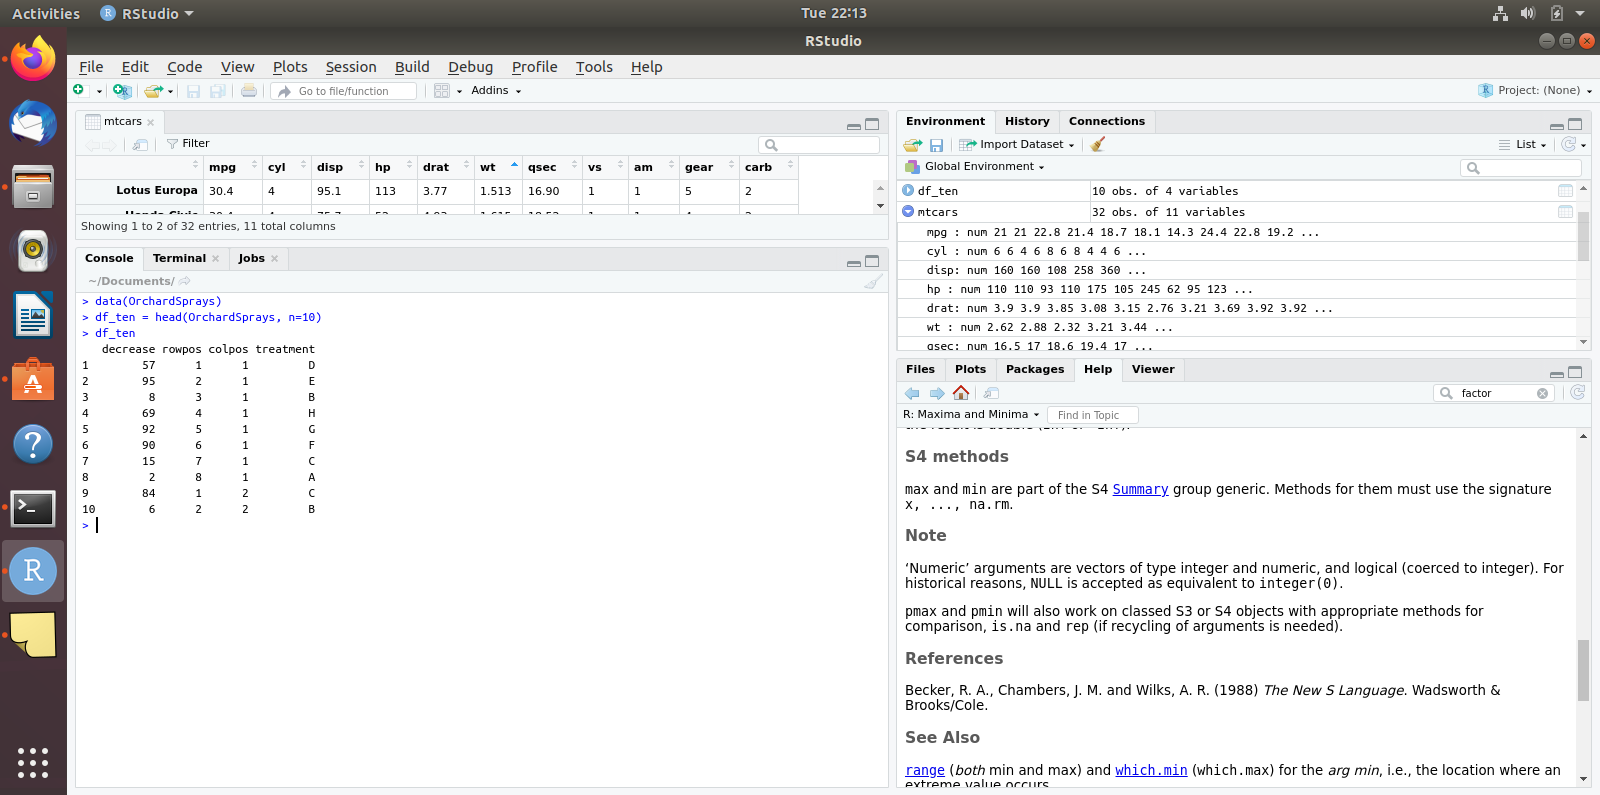 Activities RStudio Tue 22:13
RStudio
File Edit Code View Plots Session Build Debug Profile Tools Help
Go to file/function Addins Project: (None)
mtcars
Filter
mpg cyl disp hp drat wt qsec vs am gear carb
Lotus Europa 30.4 4 95.1 113 3.77 1.513 16.90 1 1 5 2
Showing 1 to 2 of 32 entries, 11 total columns
Console Terminal Jobs
~/Documents/
> data(OrchardSprays)
> df_ten = head(OrchardSprays, n=10)
> df_ten
decrease rowpos colpos treatment
1 57 1 1 D
2 95 2 1 E
3 8 3 1 B
4 69 4 1 H
5 92 5 1 G
6 90 6 1 F
7 15 7 1 C
8 2 8 1 A
9 84 1 2 C
10 6 2 2 B
>
Environment History Connections
Import Dataset List
Global Environment
df_ten 10 obs. of 4 variables
mtcars 32 obs. of 11 variables
mpg : num 21 21 22.8 21.4 18.7 18.1 14.3 24.4 22.8 19.2 ...
cyl : num 6 6 4 6 8 6 8 4 4 6 ...
disp: num 160 160 108 258 360 ...
hp : num 110 110 93 110 175 105 245 62 95 123 ...
drat: num 3.9 3.9 3.85 3.08 3.15 2.76 3.21 3.69 3.92 3.92 ...
wt : num 2.62 2.88 2.32 3.21 3.44 ...
qsec: num 16.5 17 18.6 19.4 17 ...
Files Plots Packages Help Viewer
factor
R: Maxima and Minima Find in Topic
S4 methods
max and min are part of the S4 Summary group generic. Methods for them must use the signature
x, ..., na.rm.
Note
‘Numeric’ arguments are vectors of type integer and numeric, and logical (coerced to integer). For
historical reasons, NULL is accepted as equivalent to integer(0).
pmax and pmin will also work on classed S3 or S4 objects with appropriate methods for
comparison, is.na and rep (if recycling of arguments is needed).
References
Becker, R. A., Chambers, J. M. and Wilks, A. R. (1988) The New S Language. Wadsworth &
Brooks/Cole.
See Also
range (both min and max) and which.min (which.max) for the arg min, i.e., the location where an
extreme value occurs